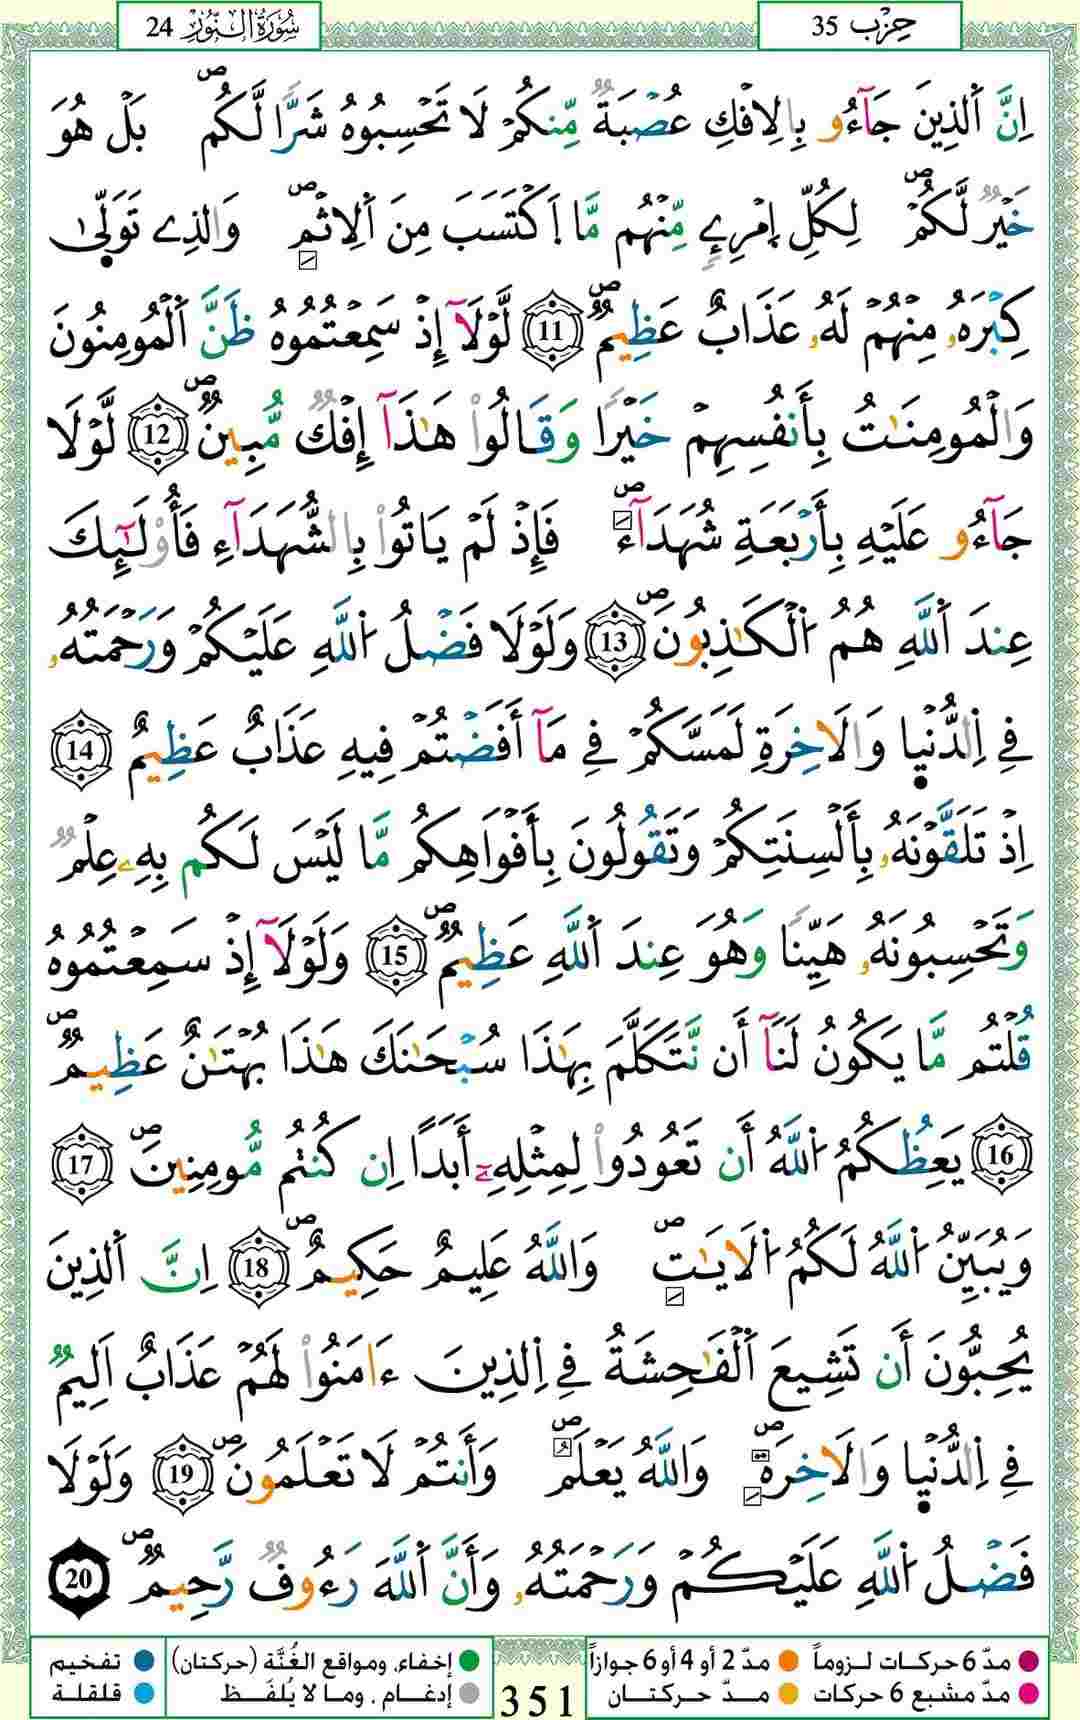 سُورَةُ النُّورِ 24
حِزْب 35
اِنَّ اَ۬لذِينَ جَآءُو بِالِافْكِ عُصْبَةٞ مِّنكُمْ لَا تَحْسِبُوهُ شَرّاٗ لَّكُمۖ بَلْ هُوَ
خَيْرٞ لَّكُمْۖ لِكُلِّ اِ۪مْرِےٕٖ مِّنْهُم مَّا اَ۪كْتَسَبَ مِنَ اَ۬لِاثْمِۖ وَالذِے تَوَلّ۪ىٰ
كِبْرَهُۥ مِنْهُمْ لَهُۥ عَذَابٌ عَظِيمٞۖ 11 لَّوْلَآ إِذْ سَمِعْتُمُوهُ ظَنَّ اَ۬لْمُومِنُونَ
وَالْمُومِنَٰتُ بِأَنفُسِهِمْ خَيْراٗ وَقَالُواْ هَٰذَآ إِفْكٞ مُّبِينٞۖ 12 لَّوْلَا
جَآءُو عَلَيْهِ بِأَرْبَعَةِ شُهَدَآءَۖ فَإِذْ لَمْ يَاتُواْ بِالشُّهَدَآءِ فَأُوْلَٰٓئِكَ
عِندَ اَ۬للَّهِ هُمُ اُ۬لْكَٰذِبُونَۖ 13 وَلَوْلَا فَضْلُ اُ۬للَّهِ عَلَيْكُمْ وَرَحْمَتُهُۥ
فِے اِ۬لدُّنْي۪ا وَالَاخِرَةِ لَمَسَّكُمْ فِے مَآ أَفَضْتُمْ فِيهِ عَذَابٌ عَظِيمٌ 14
اِذْ تَلَقَّوْنَهُۥ بِأَلْسِنَتِكُمْ وَتَقُولُونَ بِأَفْوَاهِكُم مَّا لَيْسَ لَكُم بِهِۦ عِلْمٞ
وَتَحْسِبُونَهُۥ هَيِّناٗ وَهُوَ عِندَ اَ۬للَّهِ عَظِيمٞۖ 15 وَلَوْلَآ إِذْ سَمِعْتُمُوهُ
قُلْتُم مَّا يَكُونُ لَنَآ أَن نَّتَكَلَّمَ بِهَٰذَا سُبْحَٰنَكَ هَٰذَا بُهْتَٰنٌ عَظِيمٞۖ
16 يَعِظُكُمُ اُ۬للَّهُ أَن تَعُودُواْ لِمِثْلِهِۦٓ أَبَداً اِن كُنتُم مُّومِنِينَۖ 17
وَيُبَيِّنُ اُ۬للَّهُ لَكُمُ اُ۬لَايَٰتِۖ وَاللَّهُ عَلِيمٌ حَكِيمٌۖ 18 اِنَّ اَ۬لذِينَ
يُحِبُّونَ أَن تَشِيعَ اَ۬لْفَٰحِشَةُ فِے اِ۬لذِينَ ءَامَنُواْ لَهُمْ عَذَابٌ اَلِيمٞ
فِے اِ۬لدُّنْي۪ا وَالَاخِرَةِۖ وَاللَّهُ يَعْلَمُۖ وَأَنتُمْ لَا تَعْلَمُونَۖ 19 وَلَوْلَا
فَضْلُ اُ۬للَّهِ عَلَيْكُمْ وَرَحْمَتُهُۥ وَأَنَّ اَ۬للَّهَ رَءُوفٞ رَّحِيمٞۖ 20
مدّ 6 حركات لزوماً
مدّ 2 أو 4 أو 6 جوازاً
مدّ مشبع 6 حركات
مدّ حركتان
351
إخفاء، ومواقع الغُنَّة (حركتان)
إدغام، وما لا يُلفَظ
تفخيم
قلقلة